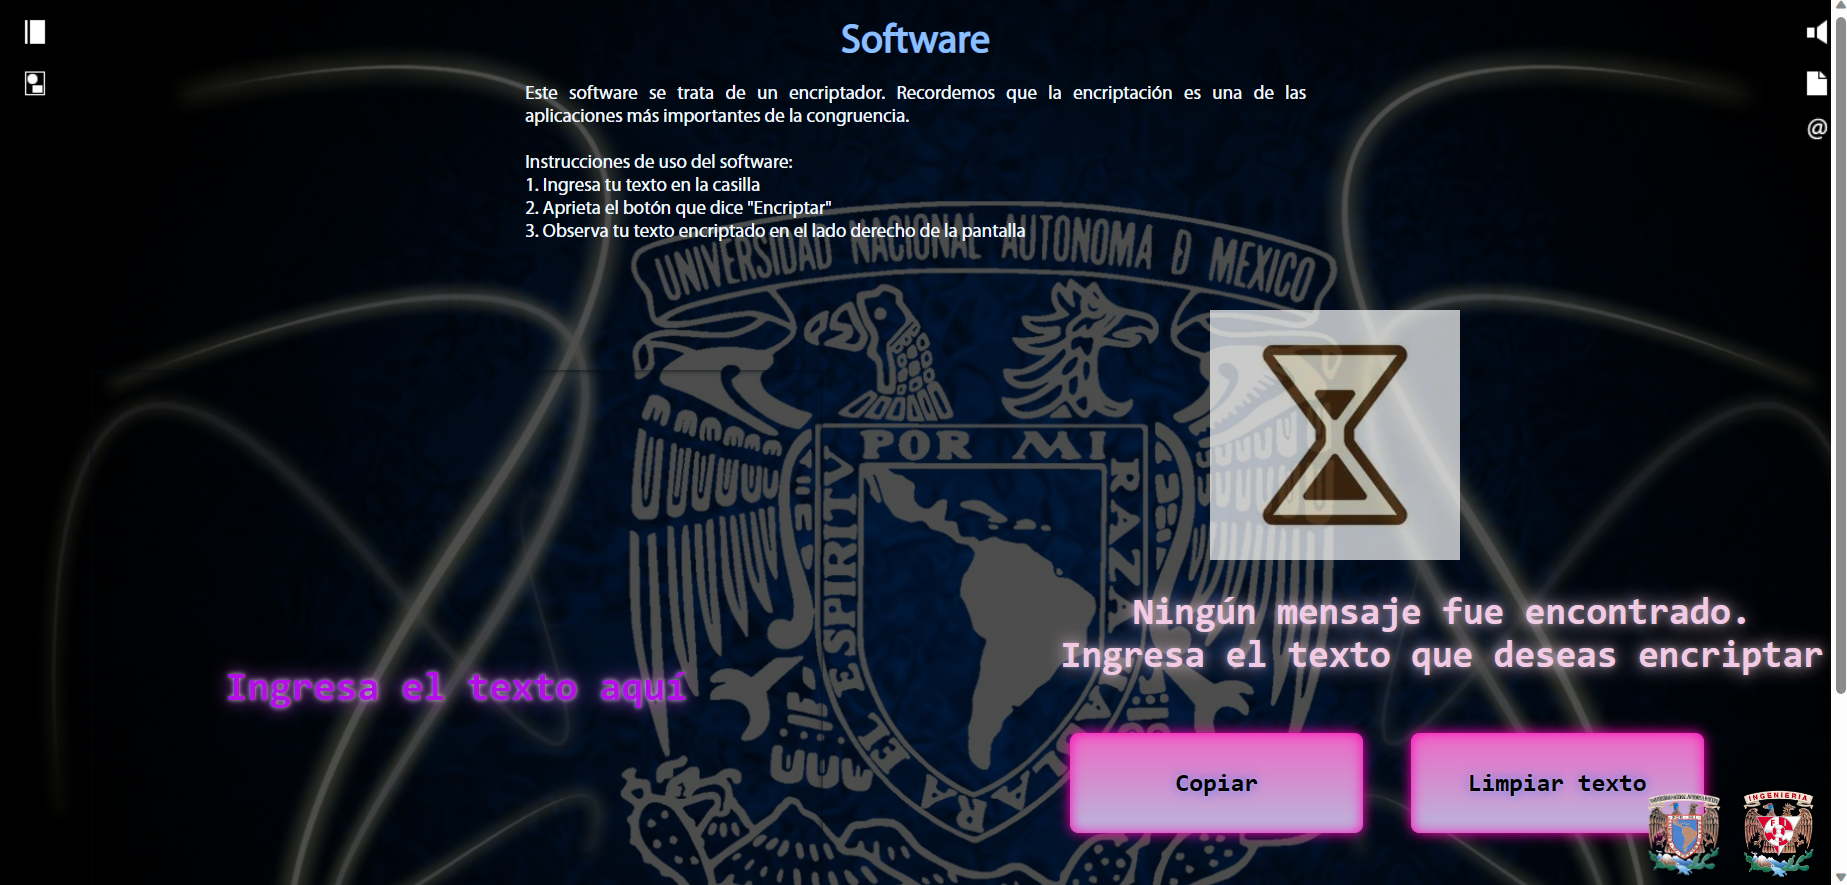 Software
Este software se trata de un encriptador. Recordemos que la encriptación es una de las
aplicaciones más importantes de la congruencia.
Instrucciones de uso del software:
1. Ingresa tu texto en la casilla
2. Aprieta el botón que dice "Encriptar"
3. Observa tu texto encriptado en el lado derecho de la pantalla
@
UNIVERSIDAD NACIONAL AUTONOMA Đ MEXICO
POR MI
RAZA
HABLARA
EL
ESPIRITV
Ningún mensaje fue encontrado.
Ingresa el texto que deseas encriptar
Ingresa el texto aquí
Copiar
Limpiar texto
INGENIERIA